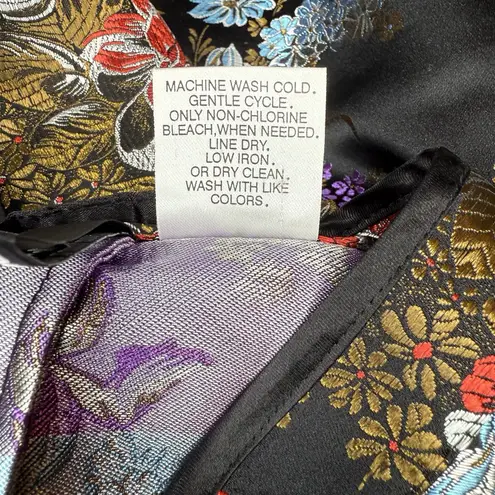 MACHINE WASH COLD.
GENTLE CYCLE.
ONLY NON-CHLORINE
BLEACH,WHEN NEEDED.
LINE DRY.
LOW IRON.
OR DRY CLEAN.
WASH WITH LIKE
COLORS.